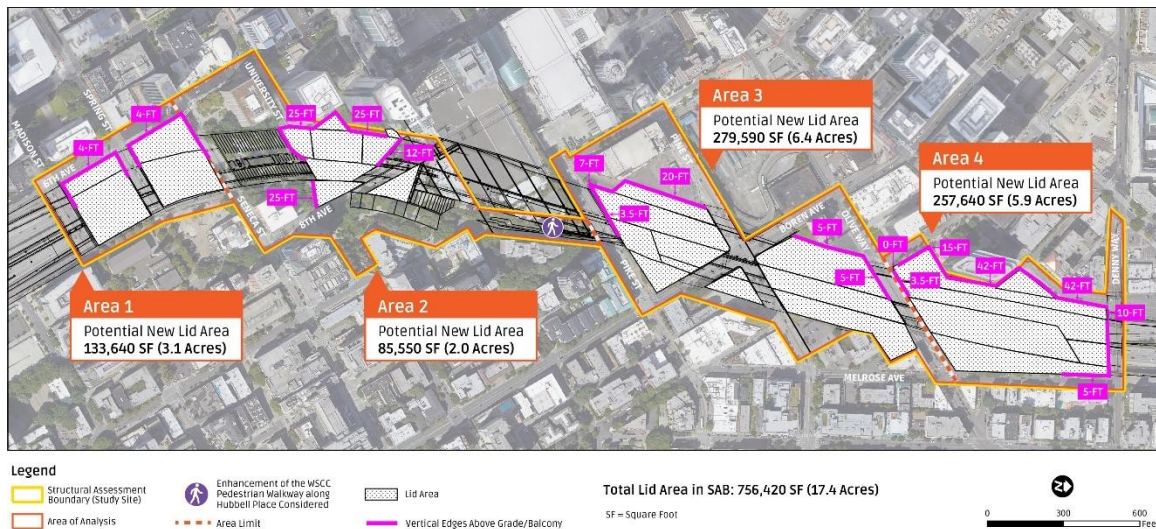 MADISON ST
SPRING ST
6TH AVE
4-FT
4-FT
UNIVERSITY ST
25-FT
25-FT
12-FT
25-FT
SENECA ST
8TH AVE
7-FT
3.5-FT
20-FT
PIKE ST
PINE ST
BOREN AVE
5-FT
5-FT
OLIVE WAY
0-FT
15-FT
3.5-FT
42-FT
42-FT
DENNY WAY
10-FT
5-FT
MELROSE AVE
Area 1
Potential New Lid Area
133,640 SF (3.1 Acres)
Area 2
Potential New Lid Area
85,550 SF (2.0 Acres)
Area 3
Potential New Lid Area
279,590 SF (6.4 Acres)
Area 4
Potential New Lid Area
257,640 SF (5.9 Acres)
Legend
Structural Assessment
Boundary (Study Site)
Area of Analysis
Enhancement of the WSCC
Pedestrian Walkway along
Hubbell Place Considered
Area Limit
Lid Area
Vertical Edges Above Grade/Balcony
Total Lid Area in SAB: 756,420 SF (17.4 Acres)
SF = Square Foot
N
0 300 600
Feet